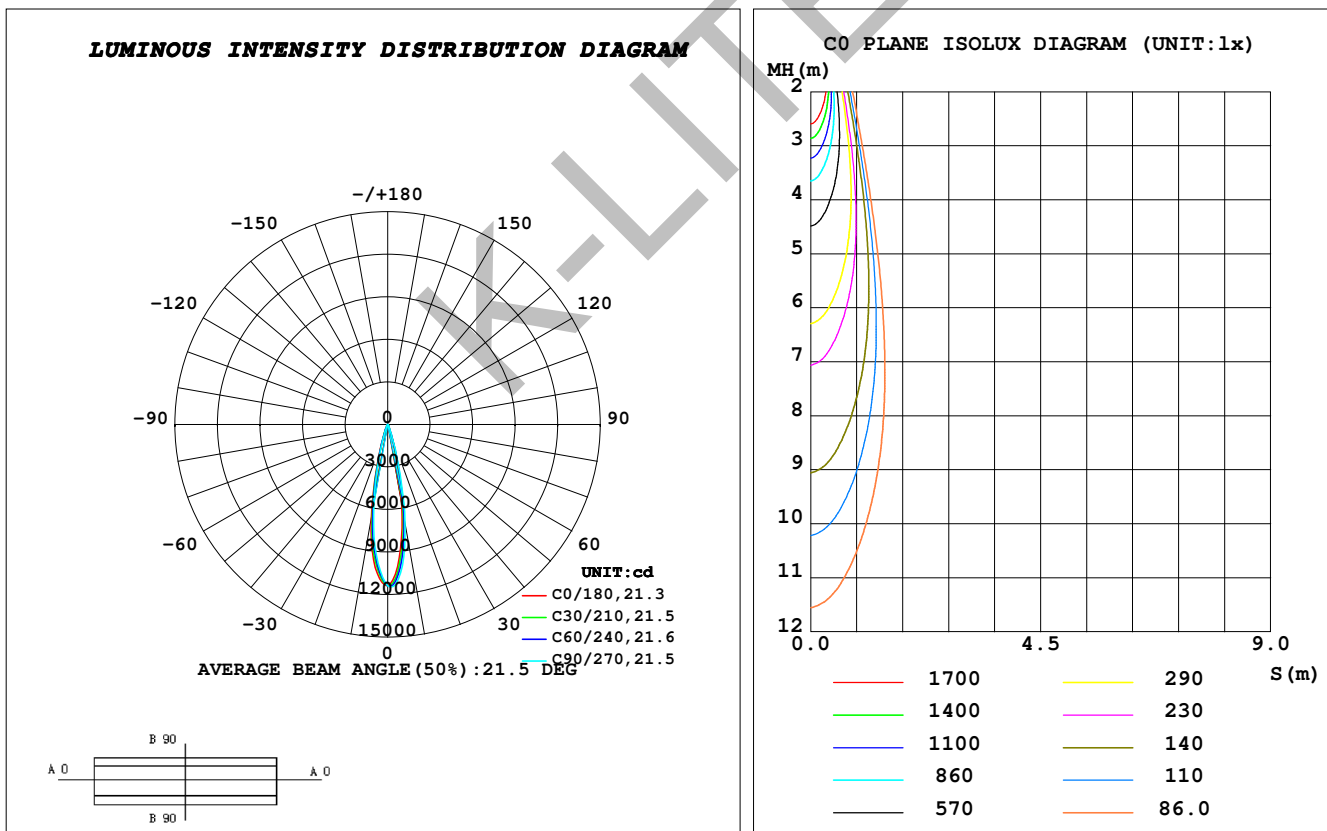 LUMINOUS INTENSITY DISTRIBUTION DIAGRAM
-/+180
-150
150
-120
120
-90
90
-60
60
-30
30
0
0
3000
6000
9000
12000
15000
UNIT:cd
C0/180,21.3
C30/210,21.5
C60/240,21.6
C90/270,21.5
AVERAGE BEAM ANGLE(50%):21.5 DEG
B 90
A 0
A 0
B 90
C0 PLANE ISOLUX DIAGRAM (UNIT:lx)
MH(m)
2
3
4
5
6
7
8
9
10
11
12
0.0
4.5
9.0
S(m)
1700
290
1400
230
1100
140
860
110
570
86.0
K-LITE